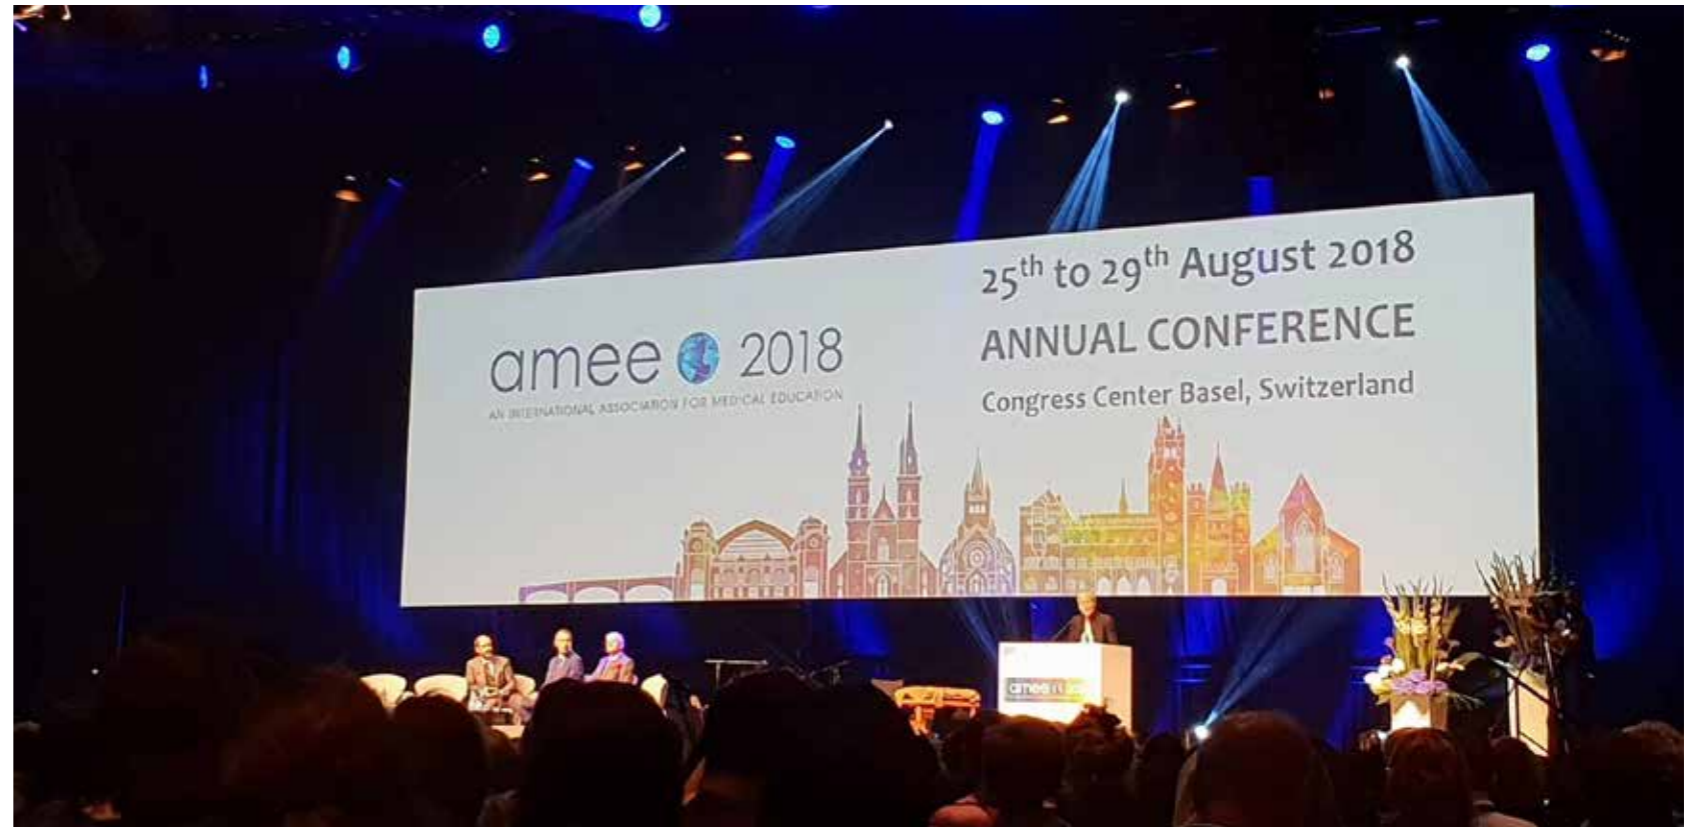 amee 2018
AN INTERNATIONAL ASSOCIATION FOR MEDICAL EDUCATION
25th to 29th August 2018
ANNUAL CONFERENCE
Congress Center Basel, Switzerland
amee